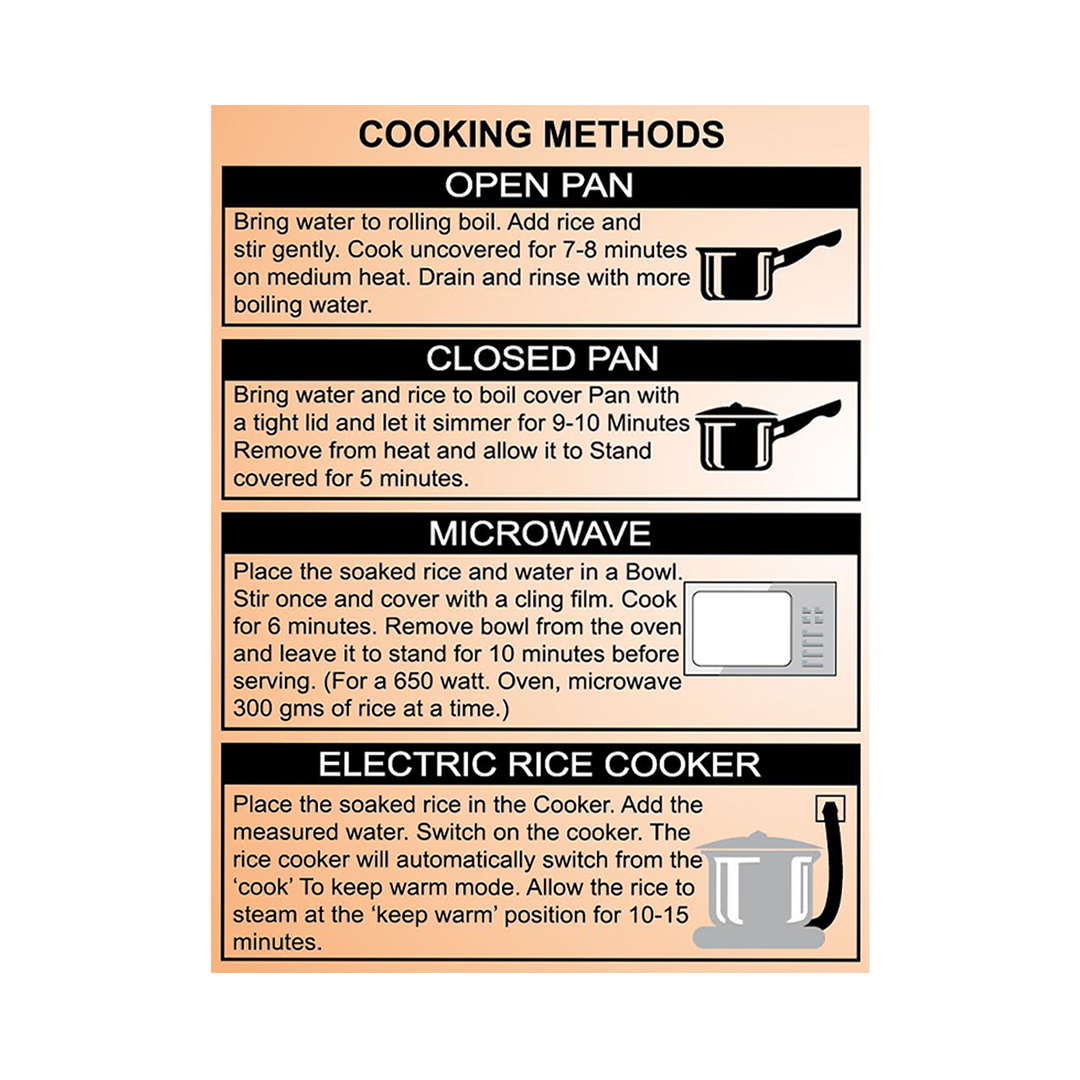 COOKING METHODS
OPEN PAN
Bring water to rolling boil. Add rice and
stir gently. Cook uncovered for 7-8 minutes
on medium heat. Drain and rinse with more
boiling water.
CLOSED PAN
Bring water and rice to boil cover Pan with
a tight lid and let it simmer for 9-10 Minutes
Remove from heat and allow it to Stand
covered for 5 minutes.
MICROWAVE
Place the soaked rice and water in a Bowl.
Stir once and cover with a cling film. Cook
for 6 minutes. Remove bowl from the oven
and leave it to stand for 10 minutes before
serving. (For a 650 watt. Oven, microwave
300 gms of rice at a time.)
ELECTRIC RICE COOKER
Place the soaked rice in the Cooker. Add the
measured water. Switch on the cooker. The
rice cooker will automatically switch from the
‘cook’ To keep warm mode. Allow the rice to
steam at the ‘keep warm’ position for 10-15
minutes.